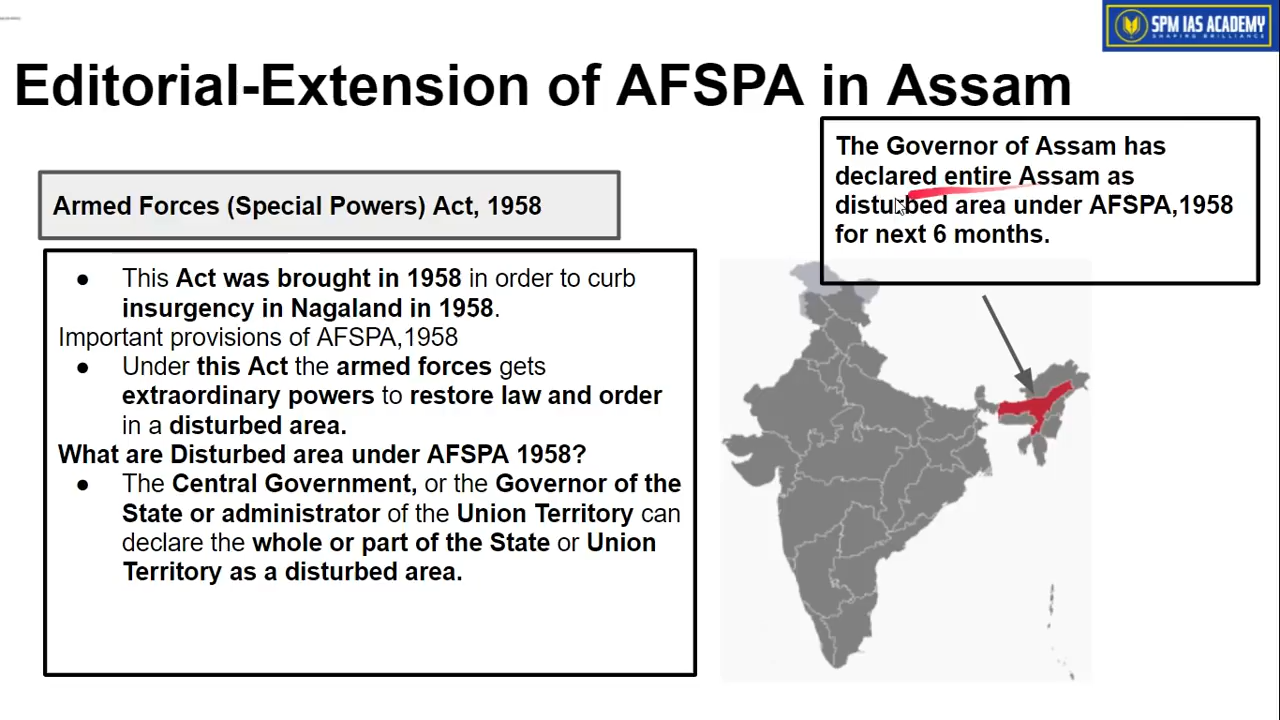 SPM IAS ACADEMY
SHAPING BRILLIANCE
Editorial-Extension of AFSPA in Assam
The Governor of Assam has
declared entire Assam as
disturbed area under AFSPA,1958
for next 6 months.
Armed Forces (Special Powers) Act, 1958
● This Act was brought in 1958 in order to curb
insurgency in Nagaland in 1958.
Important provisions of AFSPA,1958
● Under this Act the armed forces gets
extraordinary powers to restore law and order
in a disturbed area.
What are Disturbed area under AFSPA 1958?
● The Central Government, or the Governor of the
State or administrator of the Union Territory can
declare the whole or part of the State or Union
Territory as a disturbed area.